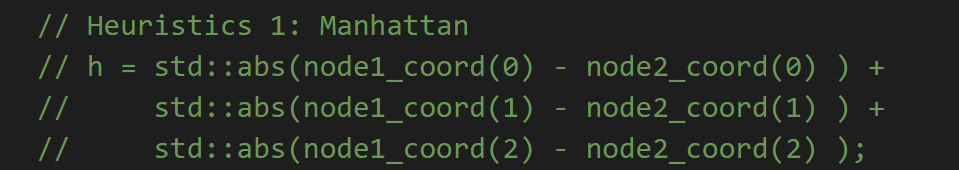 // Heuristics 1: Manhattan
// h = std::abs(node1_coord(0) - node2_coord(0) ) +
//     std::abs(node1_coord(1) - node2_coord(1) ) +
//     std::abs(node1_coord(2) - node2_coord(2) );